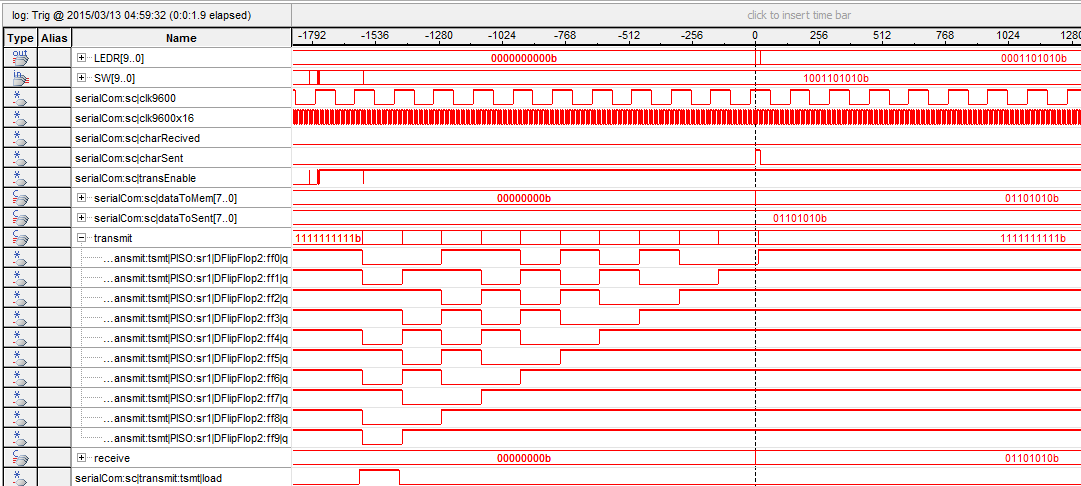 log: Trig @ 2015/03/13 04:59:32 (0:0:1.9 elapsed) click to insert time bar
Type Alias Name -1792 -1536 -1280 -1024 -768 -512 -256 0 256 512 768 1024 1280
out LEDR[9..0] 0000000000b 0001101010b
in SW[9..0] 1001101010b
serialCom:sc|clk9600
serialCom:sc|clk9600x16
serialCom:sc|charRecived
serialCom:sc|charSent
serialCom:sc|transEnable
serialCom:sc|dataToMem[7..0] 00000000b 01101010b
serialCom:sc|dataToSent[7..0] 01101010b
transmit 1111111111b 1111111111b
...ansmit:tsmt|PISO:sr1|DFlipFlop2:ff0|q
...ansmit:tsmt|PISO:sr1|DFlipFlop2:ff1|q
...ansmit:tsmt|PISO:sr1|DFlipFlop2:ff2|q
...ansmit:tsmt|PISO:sr1|DFlipFlop2:ff3|q
...ansmit:tsmt|PISO:sr1|DFlipFlop2:ff4|q
...ansmit:tsmt|PISO:sr1|DFlipFlop2:ff5|q
...ansmit:tsmt|PISO:sr1|DFlipFlop2:ff6|q
...ansmit:tsmt|PISO:sr1|DFlipFlop2:ff7|q
...ansmit:tsmt|PISO:sr1|DFlipFlop2:ff8|q
...ansmit:tsmt|PISO:sr1|DFlipFlop2:ff9|q
receive 00000000b 01101010b
serialCom:sc|transmit:tsmt|load